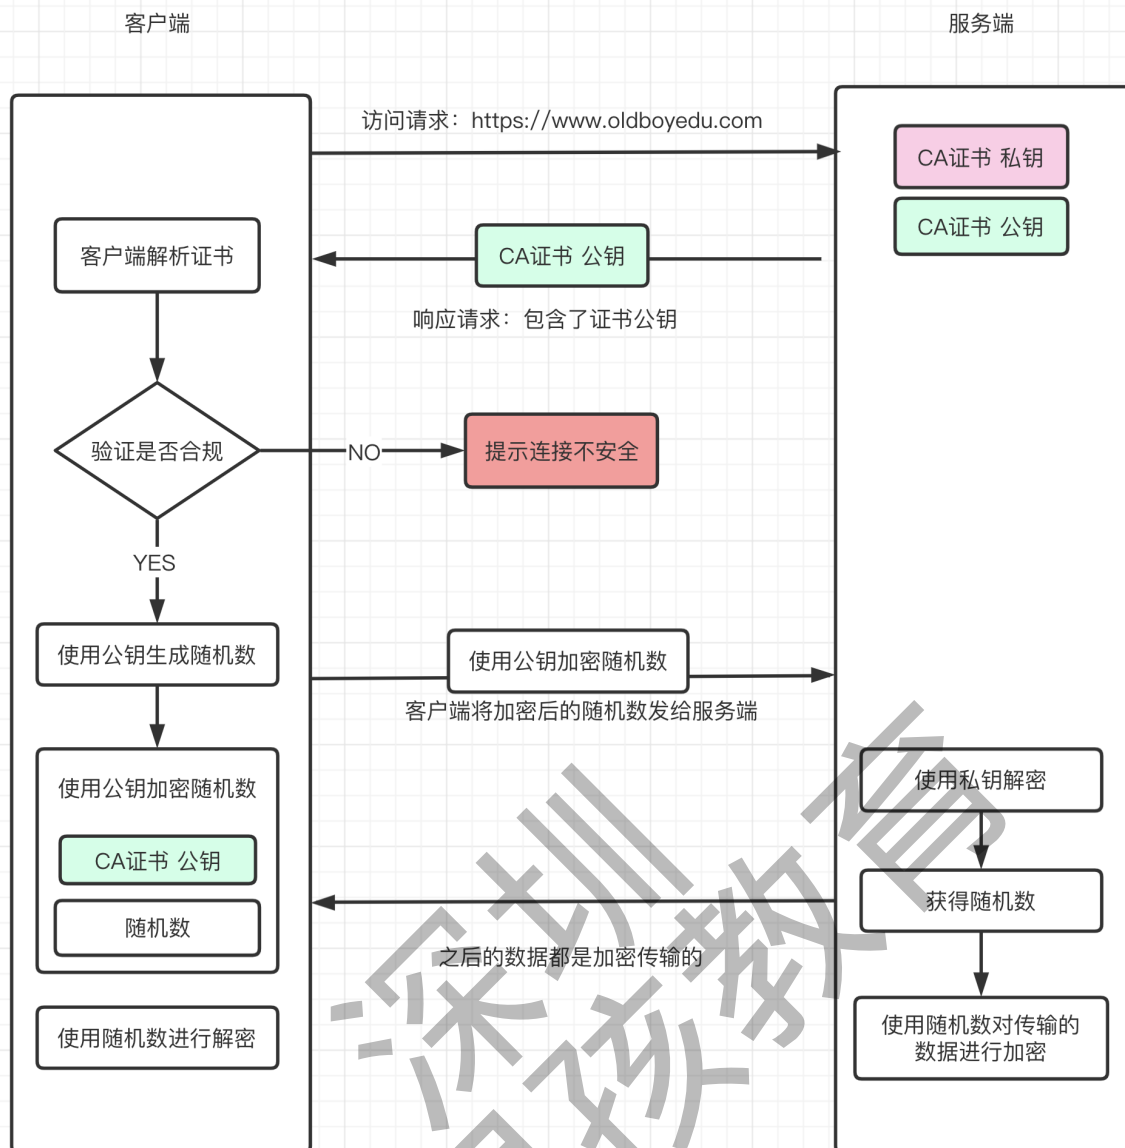 客户端
服务端
访问请求：https://www.oldboyedu.com
CA证书 私钥
CA证书 公钥
客户端解析证书
CA证书 公钥
响应请求：包含了证书公钥
验证是否合规
NO
提示连接不安全
YES
使用公钥生成随机数
使用公钥加密随机数
客户端将加密后的随机数发给服务端
使用公钥加密随机数
CA证书 公钥
随机数
使用私钥解密
获得随机数
之后的数据都是加密传输的
使用随机数进行解密
使用随机数对传输的
数据进行加密
深圳
孩教育